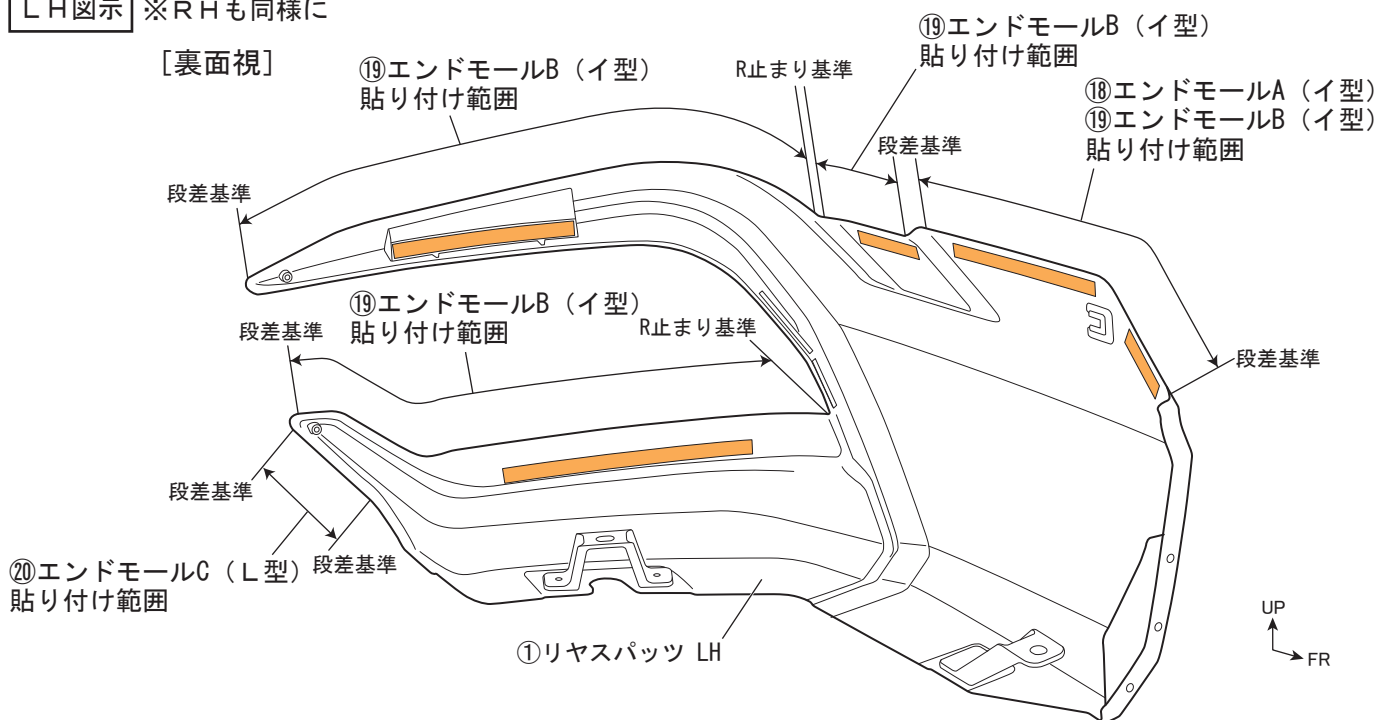 LH図示 ※RHも同様に
[裏面視]
⑲エンドモールB（イ型）
貼り付け範囲
R止まり基準
⑲エンドモールB（イ型）
貼り付け範囲
段差基準
⑱エンドモールA（イ型）
⑲エンドモールB（イ型）
貼り付け範囲
段差基準
⑲エンドモールB（イ型）
貼り付け範囲
段差基準
R止まり基準
段差基準
段差基準
段差基準
⑳エンドモールC（L型）
貼り付け範囲
①リヤスパッツ LH
UP
FR